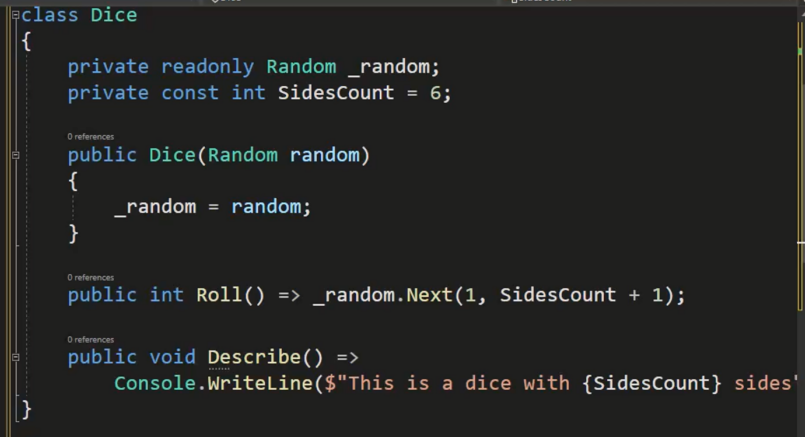 class Dice
{
private readonly Random _random;
private const int SidesCount = 6;
0 references
public Dice(Random random)
{
_random = random;
}
0 references
public int Roll() => _random.Next(1, SidesCount + 1);
0 references
public void Describe() =>
Console.WriteLine($"This is a dice with {SidesCount} sides"
}